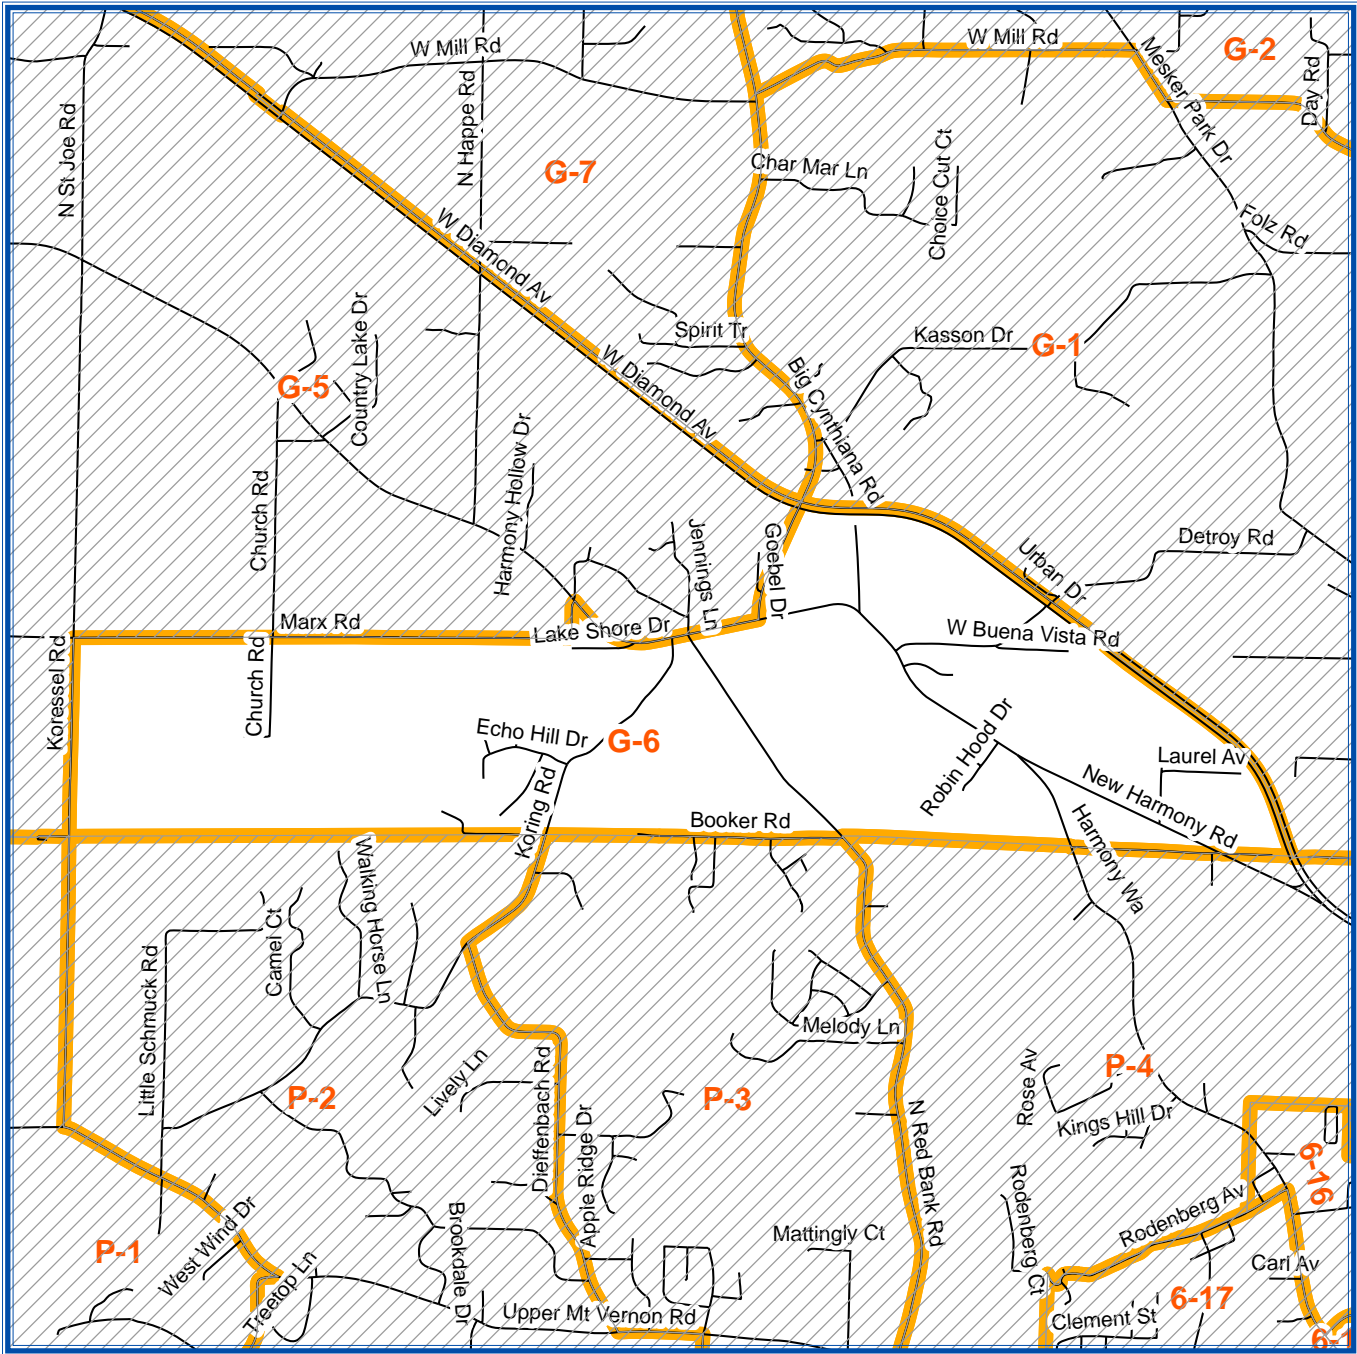 W Mill Rd
W Mill Rd
G-2
Mesker Park Dr
Day Rd
N St Joe Rd
N Happe Rd
G-7
Char Mar Ln
Choice Cut Ct
Folz Rd
W Diamond Av
Country Lake Dr
Spirit Tr
Kasson Dr
G-1
G-5
W Diamond Av
Big Cynthiana Rd
Church Rd
Harmony Hollow Dr
Jennings Ln
Goebel Dr
Urban Dr
Detroy Rd
Marx Rd
Lake Shore Dr
W Buena Vista Rd
Koressel Rd
Church Rd
Echo Hill Dr
G-6
Robin Hood Dr
Laurel Av
New Harmony Rd
Koring Rd
Booker Rd
Harmony Wa
Walking Horse Ln
Camel Ct
Little Schmuck Rd
Melody Ln
Lively Ln
Dieffenbach Rd
Rose Av
P-4
P-2
P-3
Kings Hill Dr
Apple Ridge Dr
N Red Bank Rd
6-16
Rodenberg Ct
Rodenberg Av
P-1
West Wind Dr
Brookdale Dr
Mattingly Ct
Carl Av
Treetop Ln
6-17
Upper Mt Vernon Rd
Clement St
6-1